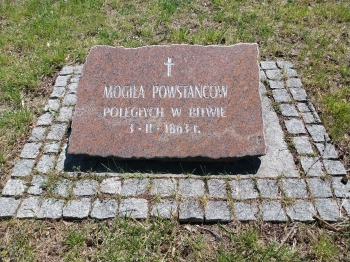 MOGIŁA POWSTAŃCÓW
POLEGŁYCH W BITWIE
3-II-1863 r.